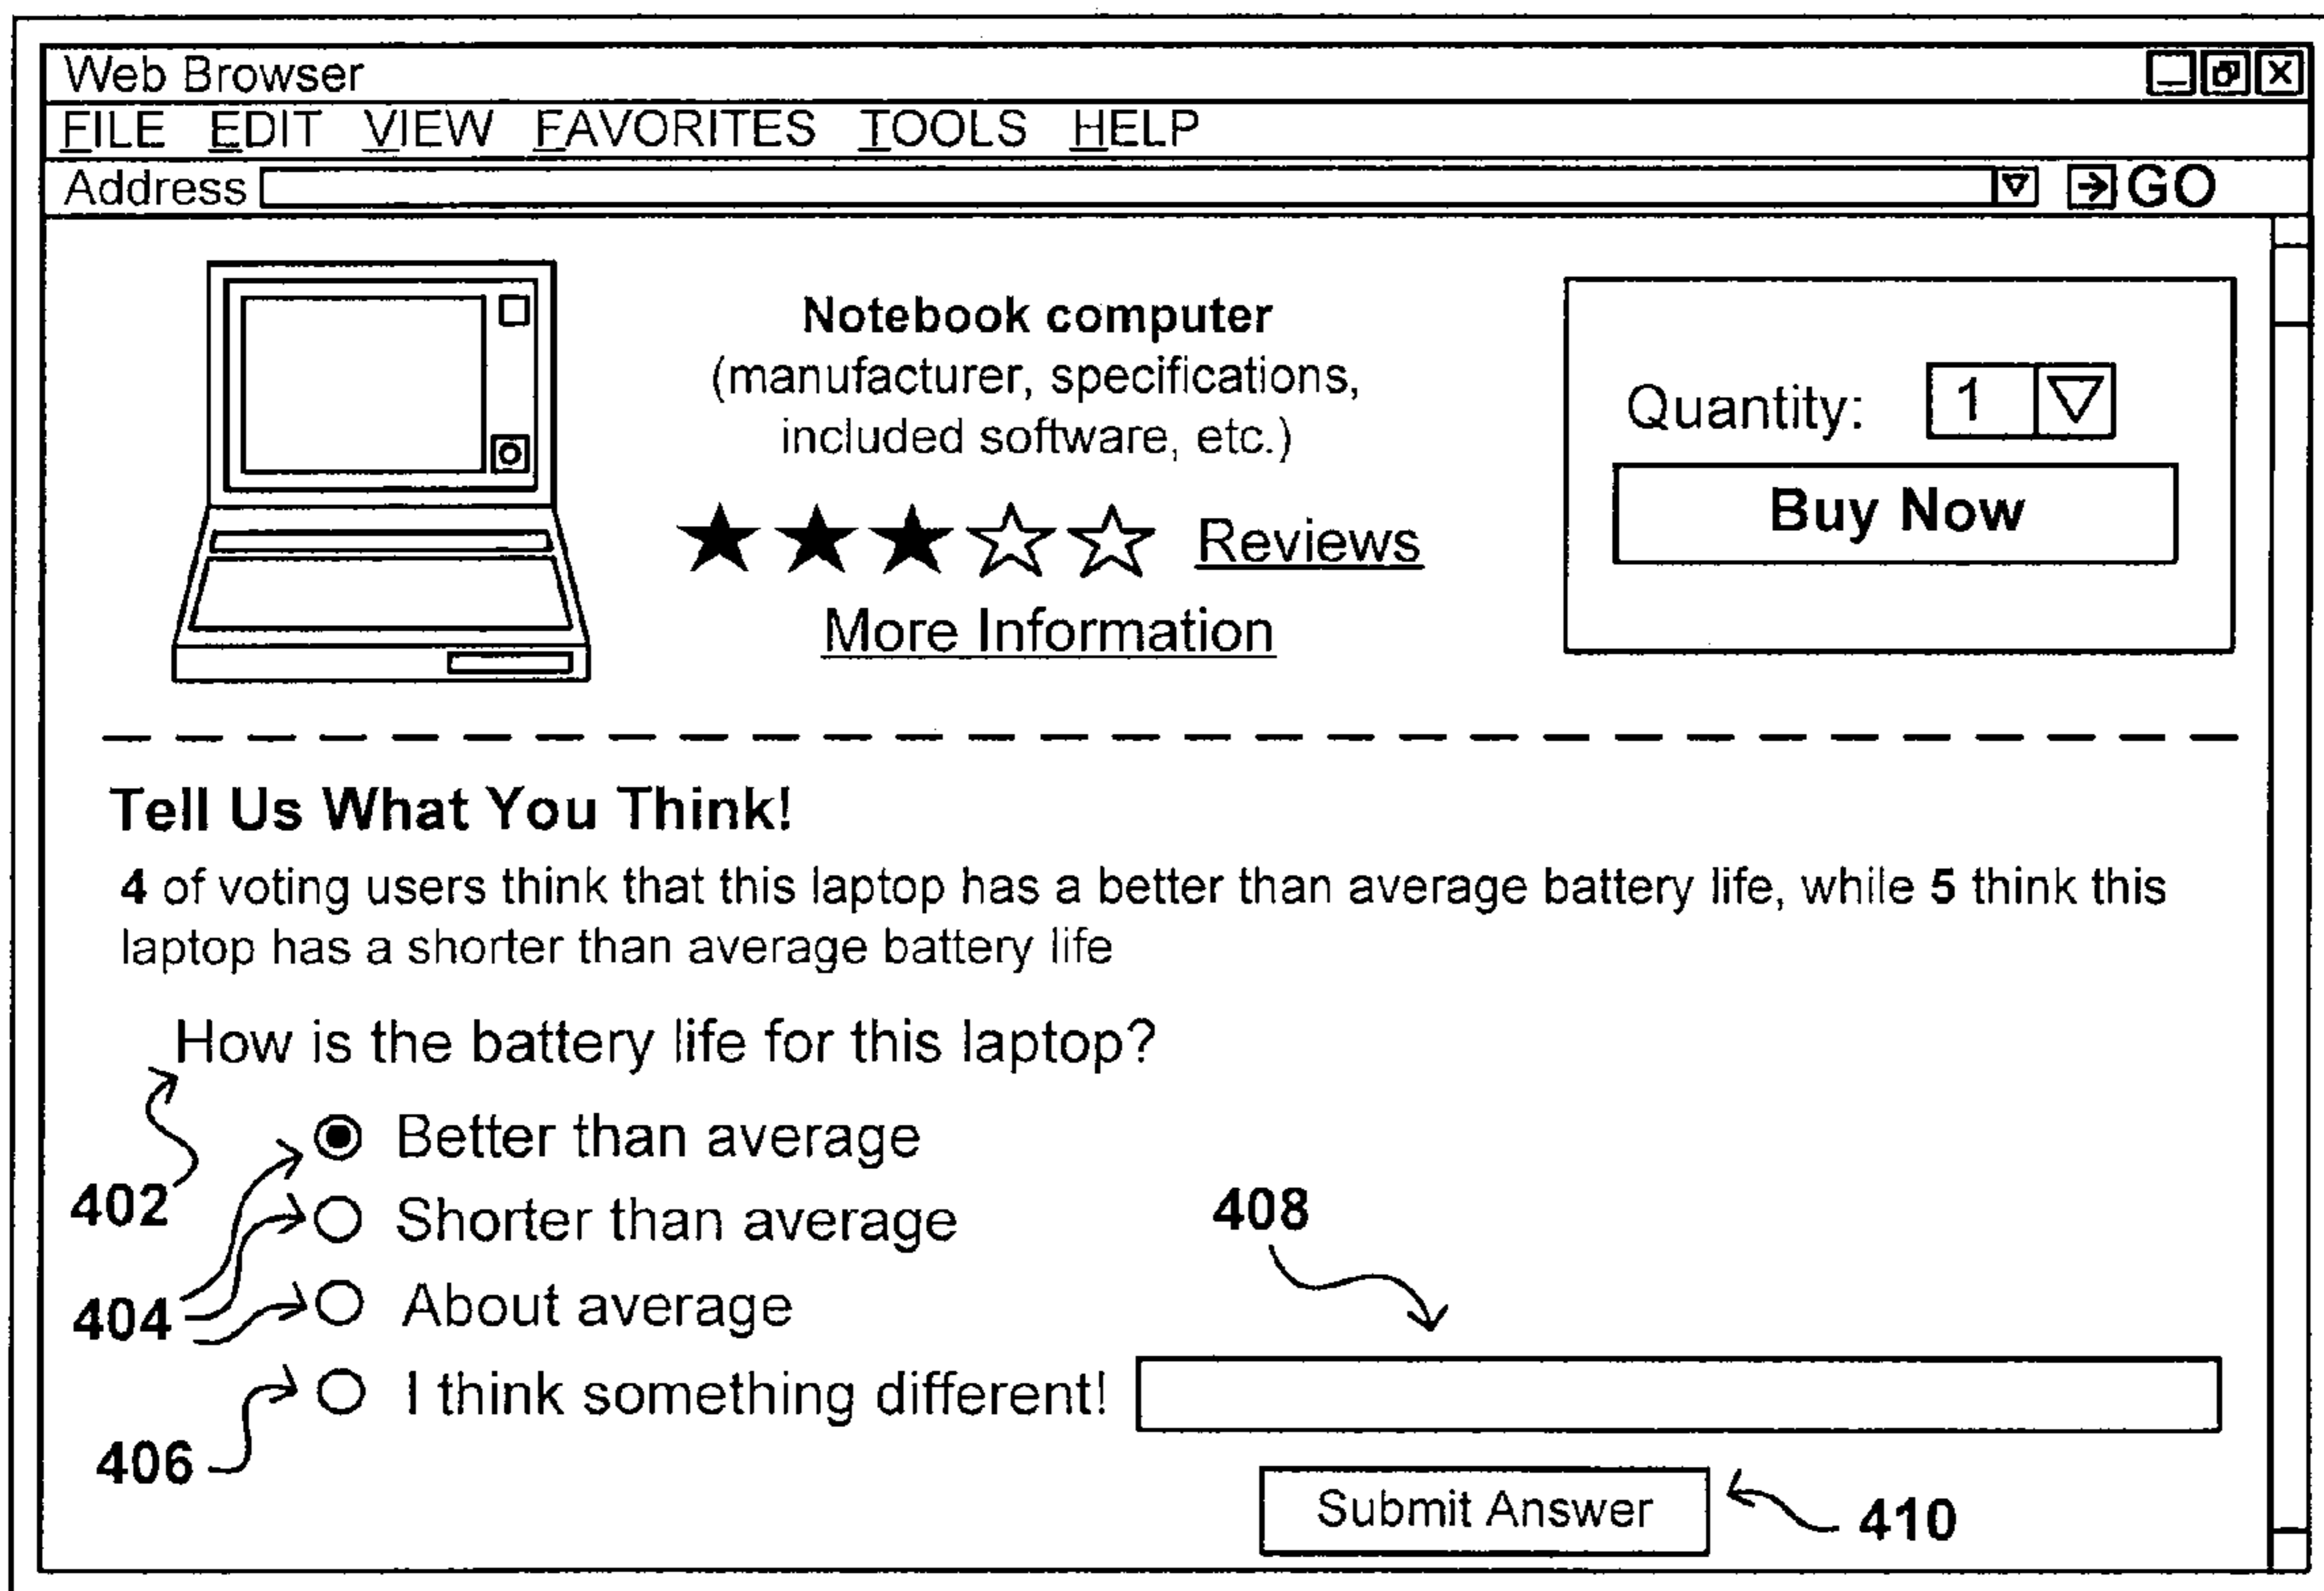 Web Browser
FILE EDIT VIEW FAVORITES TOOLS HELP
Address GO
Notebook computer
(manufacturer, specifications,
included software, etc.)
Reviews
More Information
Quantity: 1
Buy Now
Tell Us What You Think!
4 of voting users think that this laptop has a better than average battery life, while 5 think this
laptop has a shorter than average battery life
How is the battery life for this laptop?
402
Better than average
Shorter than average
404
About average
408
406
I think something different!
Submit Answer
410